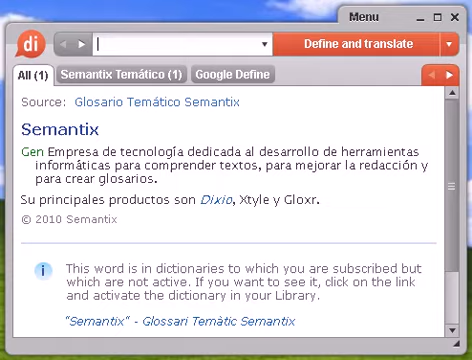 Menu
di
Define and translate
All (1)
Semantix Temático (1)
Google Define
Source: Glosario Temático Semantix
Semantix
Gen Empresa de tecnología dedicada al desarrollo de herramientas
informáticas para comprender textos, para mejorar la redacción y
para crear glosarios.
Su principales productos son Dixio, Xtyle y Gloxr.
© 2010 Semantix
i
This word is in dictionaries to which you are subscribed but
which are not active. If you want to see it, click on the link
and activate the dictionary in your Library.
"Semantix" - Glossari Temàtic Semantix